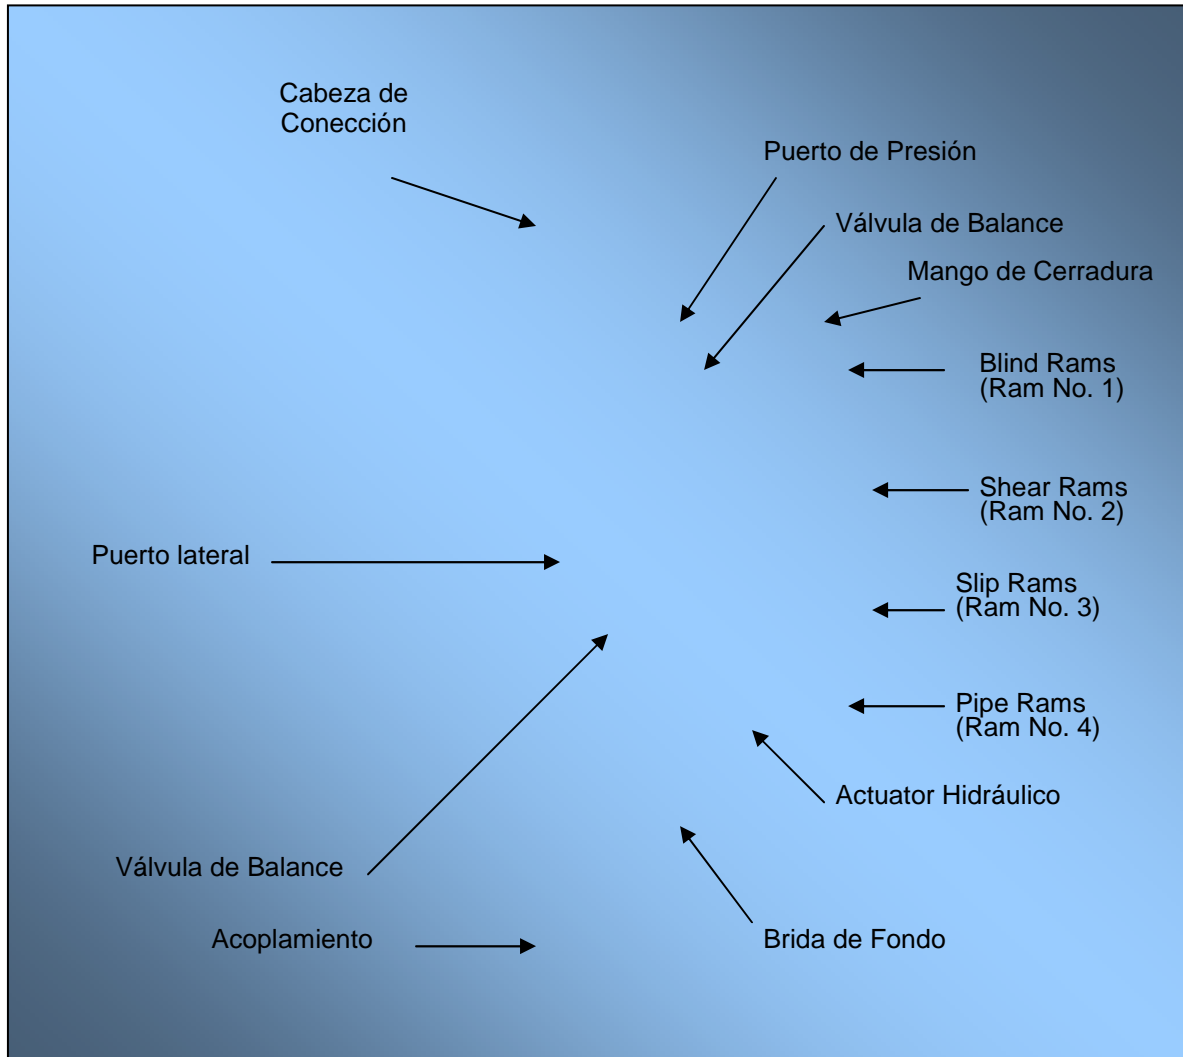 Cabeza de
Conección
Puerto de Presión
Válvula de Balance
Mango de Cerradura
Blind Rams
(Ram No. 1)
Shear Rams
(Ram No. 2)
Puerto lateral
Slip Rams
(Ram No. 3)
Pipe Rams
(Ram No. 4)
Actuator Hidráulico
Válvula de Balance
Acoplamiento
Brida de Fondo